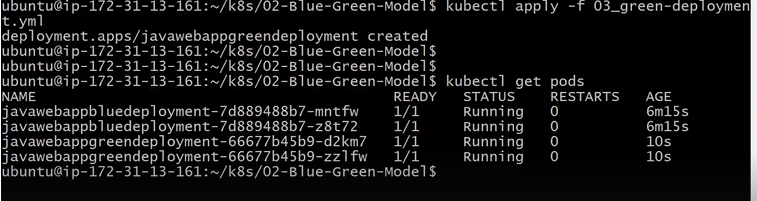 ubuntu@ip-172-31-13-161:~/k8s/02-Blue-Green-Model$ kubectl apply -f 03_green-deploymen
t.yml
deployment.apps/javawebappgreendeployment created
ubuntu@ip-172-31-13-161:~/k8s/02-Blue-Green-Model$
ubuntu@ip-172-31-13-161:~/k8s/02-Blue-Green-Model$
ubuntu@ip-172-31-13-161:~/k8s/02-Blue-Green-Model$ kubectl get pods
NAME READY STATUS RESTARTS AGE
javawebappbluedeployment-7d889488b7-mntfw 1/1 Running 0 6m15s
javawebappbluedeployment-7d889488b7-z8t72 1/1 Running 0 6m15s
javawebappgreendeployment-66677b45b9-d2km7 1/1 Running 0 10s
javawebappgreendeployment-66677b45b9-zzlfw 1/1 Running 0 10s
ubuntu@ip-172-31-13-161:~/k8s/02-Blue-Green-Model$